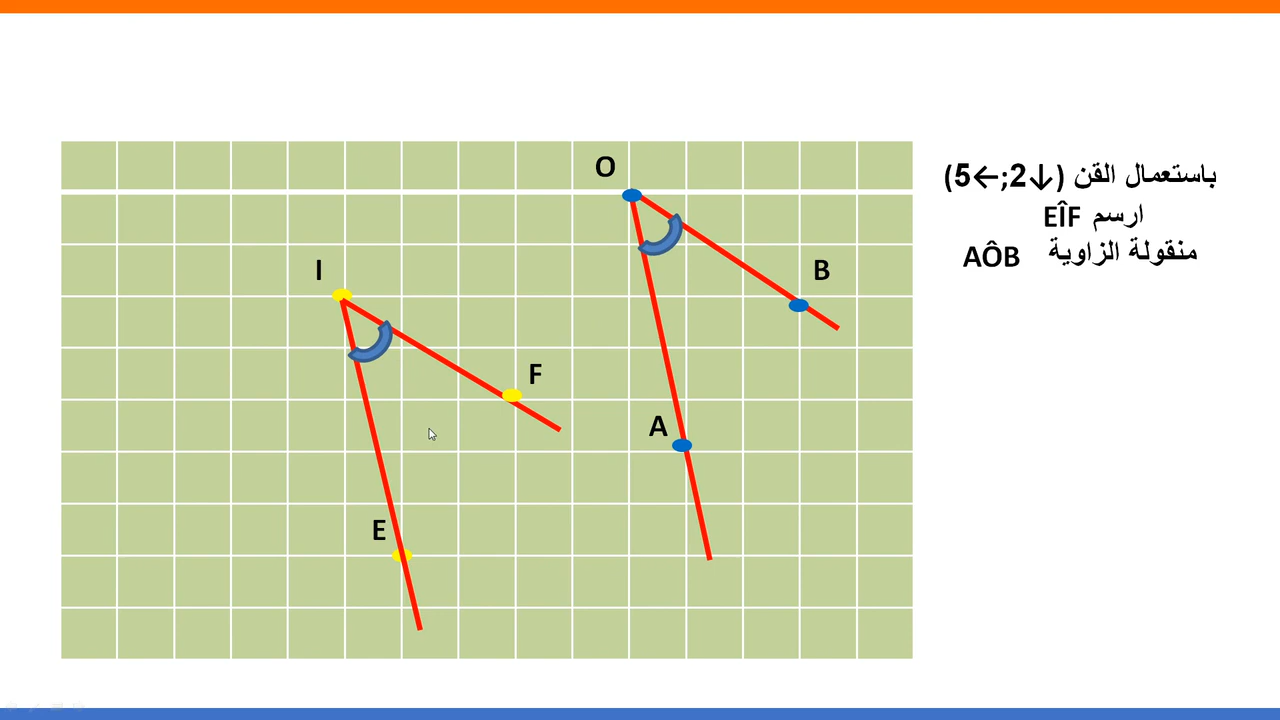 باستعمال القن (5←;2↓)
ارسم EÎF
منقولة الزاوية AÔB
O
B
I
F
A
E